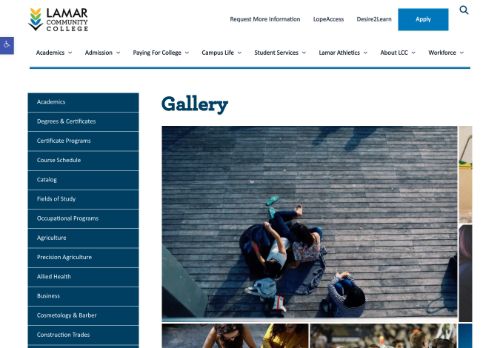 LAMAR
COMMUNITY
COLLEGE
Request More Information LopeAccess Desire2Learn Apply
Academics Admission Paying For College Campus Life Student Services Lamar Athletics About LCC Workforce
Academics
Degrees & Certificates
Certificate Programs
Course Schedule
Catalog
Fields of Study
Occupational Programs
Agriculture
Precision Agriculture
Allied Health
Business
Cosmetology & Barber
Construction Trades
Gallery